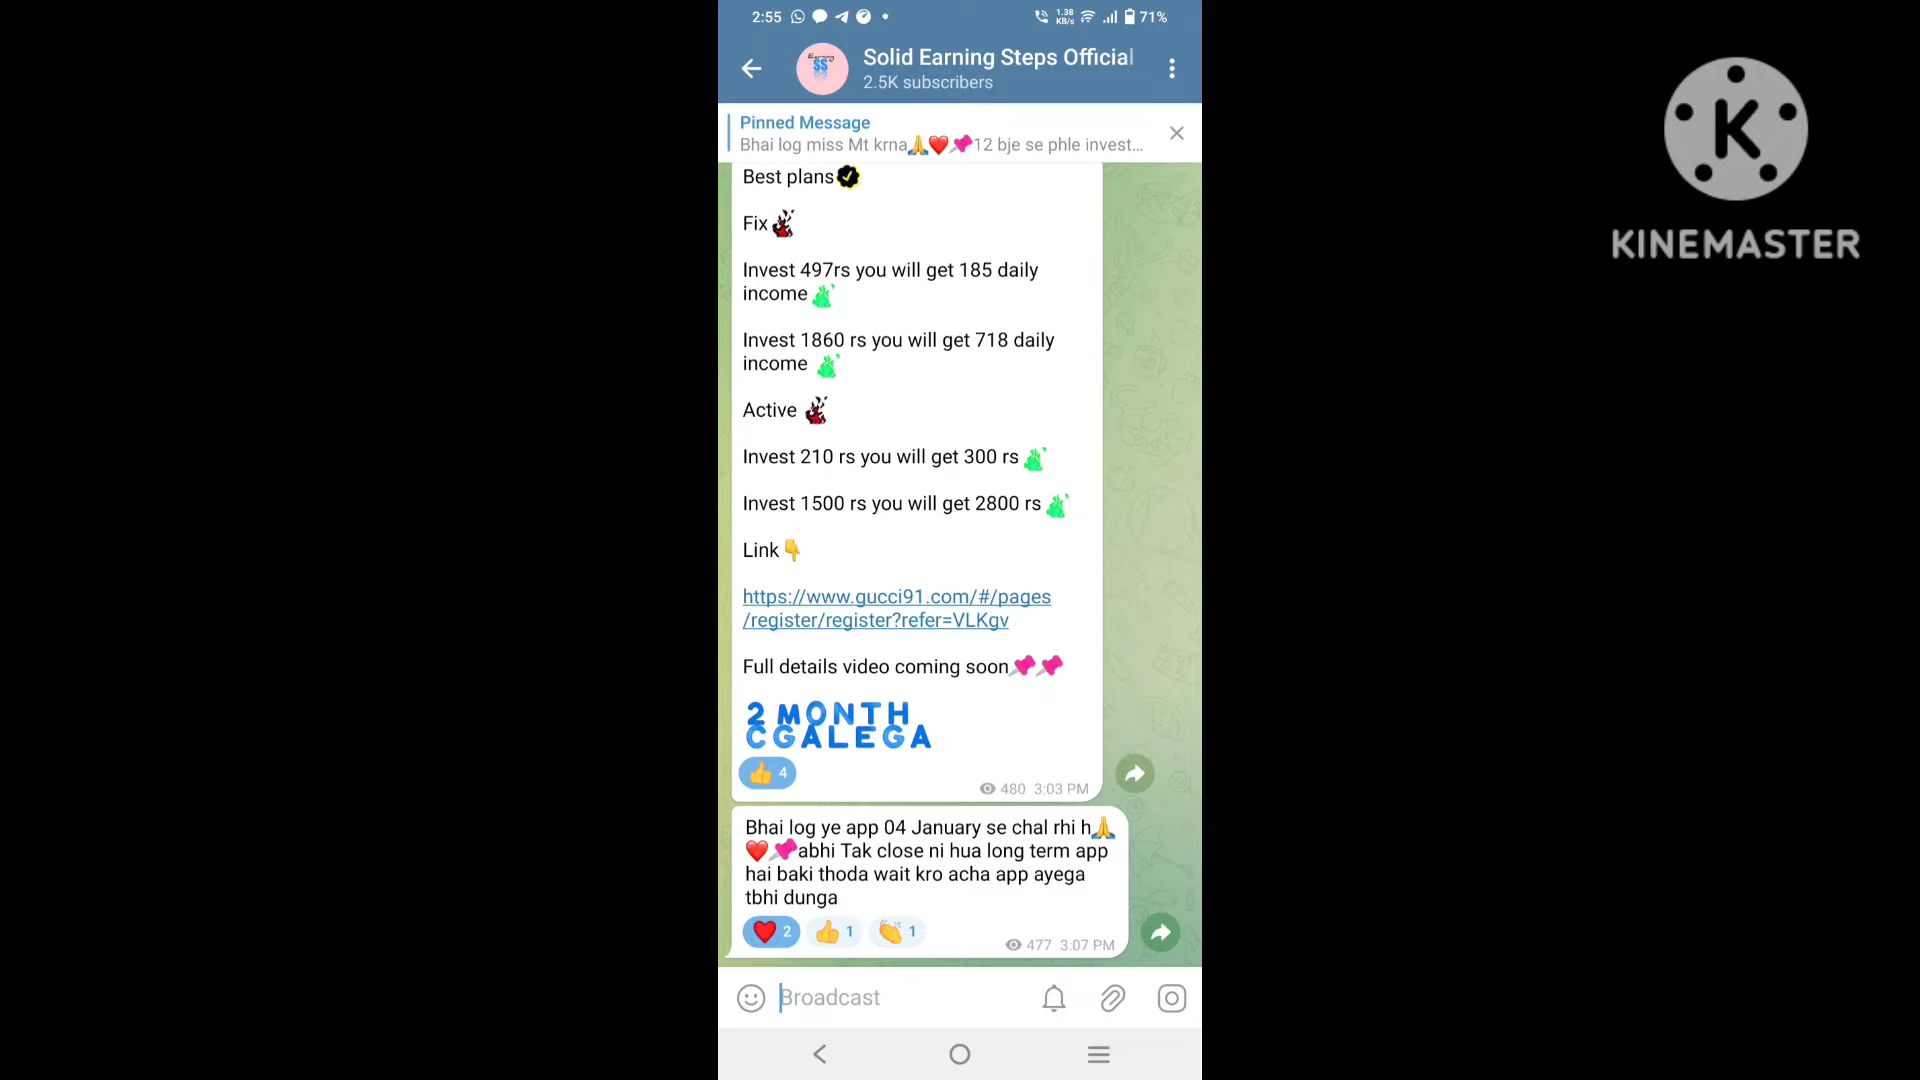 2:55
1.38
KB/s
71%
Earning
SS
Solid Earning Steps Official
2.5K subscribers
Pinned Message
Bhai log miss Mt krna🙏❤️📌12 bje se phle invest...
Best plans
Fix
Invest 497rs you will get 185 daily
income
Invest 1860 rs you will get 718 daily
income
Active
Invest 210 rs you will get 300 rs
Invest 1500 rs you will get 2800 rs
Link👇
https://www.gucci91.com/#/pages
/register/register?refer=VLKgv
Full details video coming soon📌📌
2 MONTH
CGALEGA
👍 4
480 3:03 PM
Bhai log ye app 04 January se chal rhi h🙏
❤️📌abhi Tak close ni hua long term app
hai baki thoda wait kro acha app ayega
tbhi dunga
❤️ 2 👍 1 👏 1
477 3:07 PM
Broadcast
K
KINEMASTER